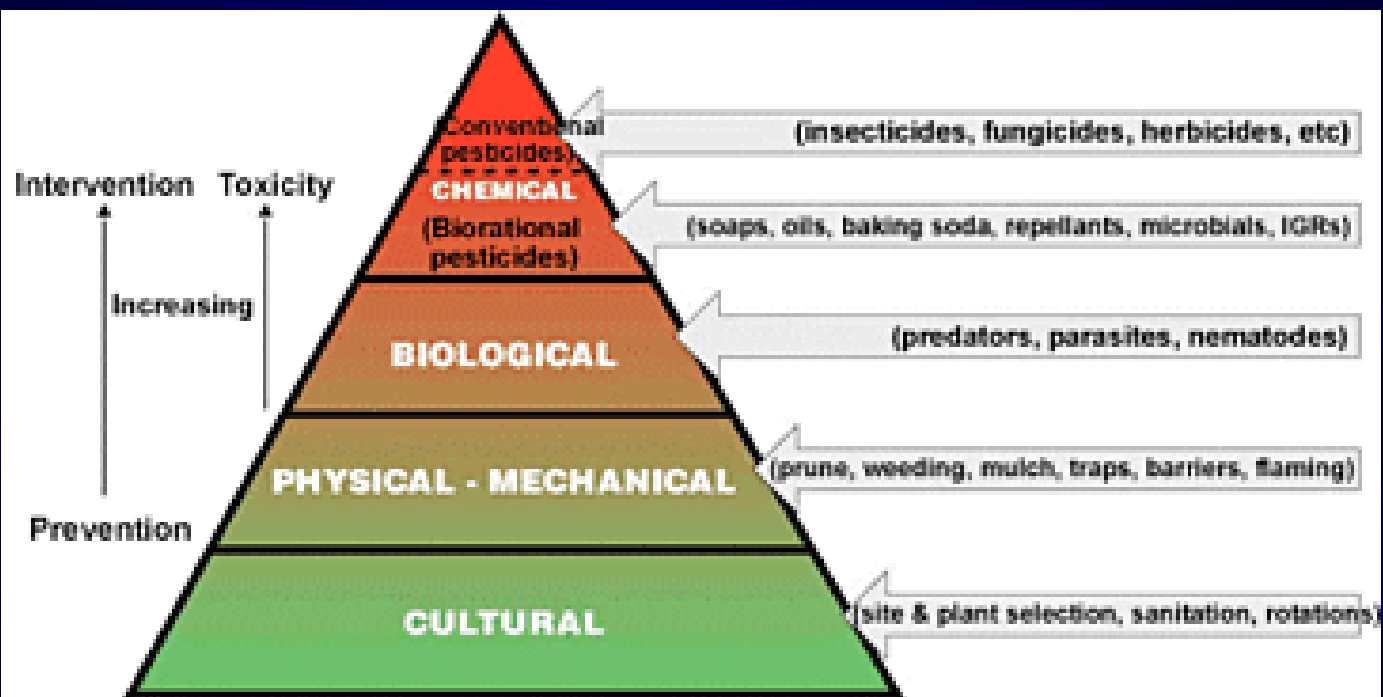 (Conventional
pesticides)
(insecticides, fungicides, herbicides, etc)
Intervention Toxicity
CHEMICAL
(Biorational
pesticides)
(soaps, oils, baking soda, repellants, microbials, IGRs)
Increasing
BIOLOGICAL
(predators, parasites, nematodes)
PHYSICAL - MECHANICAL
(prune, weeding, mulch, traps, barriers, flaming)
Prevention
CULTURAL
(site & plant selection, sanitation, rotations)